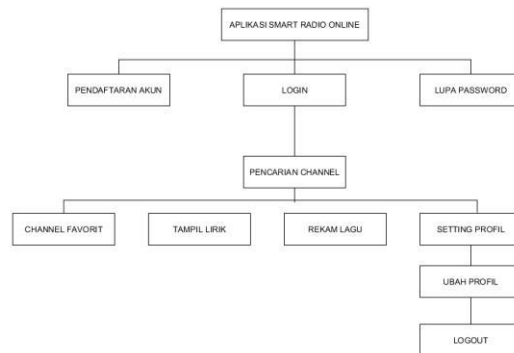 APLIKASI SMART RADIO ONLINE
PENDAFTARAN AKUN
LOGIN
LUPA PASSWORD
PENCARIAN CHANNEL
CHANNEL FAVORIT
TAMPIL LIRIK
REKAM LAGU
SETTING PROFIL
UBAH PROFIL
LOGOUT